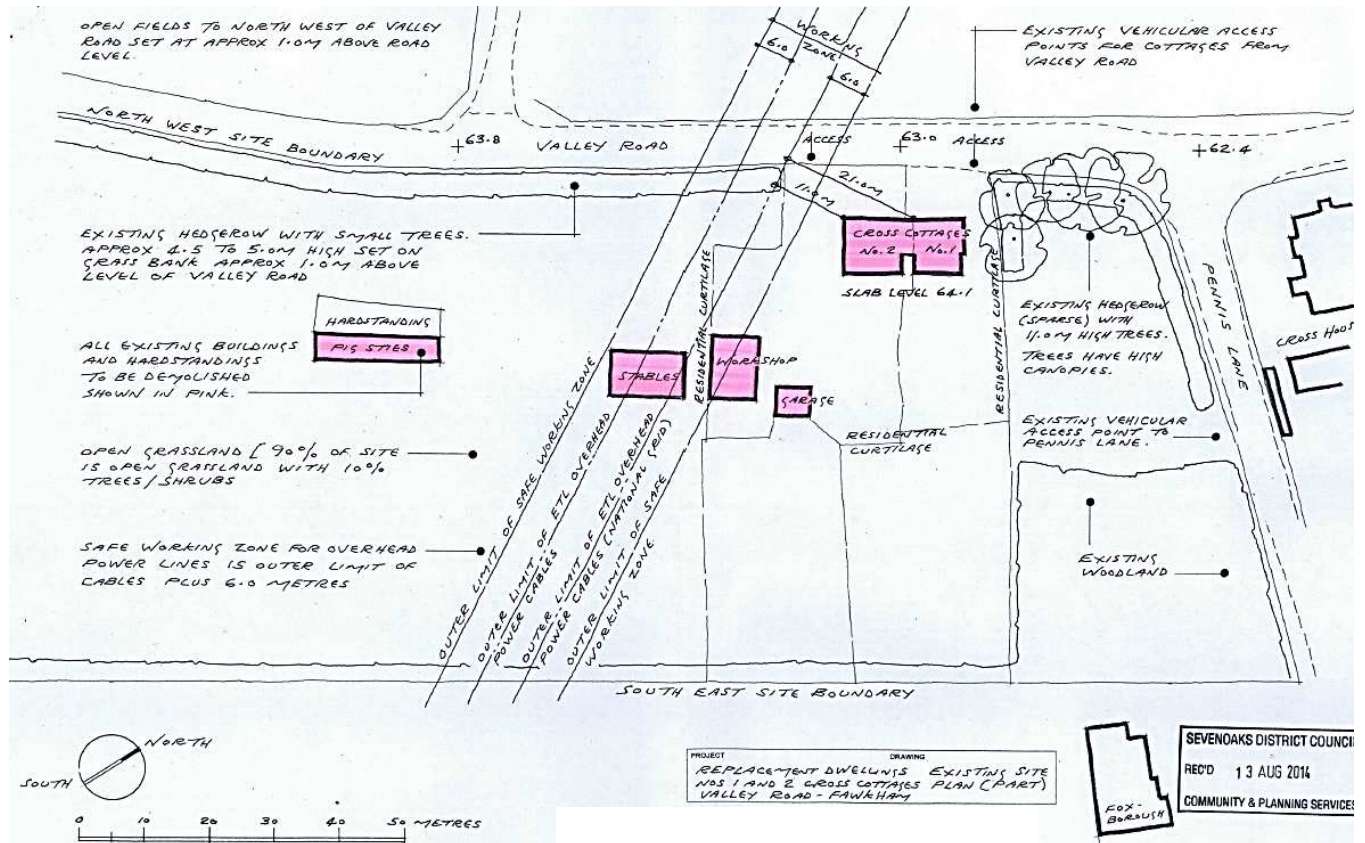 OPEN FIELDS TO NORTH WEST OF VALLEY
ROAD SET AT APPROX 1.0M ABOVE ROAD
LEVEL.
WORKING
ZONE
6.0
6.0
EXISTING VEHICULAR ACCESS
POINTS FOR COTTAGES FROM
VALLEY ROAD
NORTH WEST SITE BOUNDARY
+63.8
VALLEY ROAD
ACCESS
+63.0
ACCESS
+62.4
21.0M
11.0M
EXISTING HEDGEROW WITH SMALL TREES.
APPROX 4.5 TO 5.0M HIGH SET ON
GRASS BANK APPROX 1.0M ABOVE
LEVEL OF VALLEY ROAD
CROSS COTTAGES
No.2 No.1
SLAB LEVEL 64.1
RESIDENTIAL CURTILAGE
RESIDENTIAL CURTILAGE
PENNIS LANE
EXISTING HEDGEROW
(SPARSE) WITH
11.0M HIGH TREES.
TREES HAVE HIGH
CANOPIES.
CROSS HOUS
HARDSTANDING
PIG STIES
ALL EXISTING BUILDINGS
AND HARDSTANDINGS
TO BE DEMOLISHED
SHOWN IN PINK.
STABLES
WORKSHOP
GARAGE
RESIDENTIAL
CURTILAGE
EXISTING VEHICULAR
ACCESS POINT TO
PENNIS LANE.
OPEN GRASSLAND [90% OF SITE
IS OPEN GRASSLAND WITH 10%
TREES/SHRUBS
SAFE WORKING ZONE FOR OVERHEAD
POWER LINES IS OUTER LIMIT OF
CABLES PLUS 6.0 METRES
OUTER LIMIT OF SAFE WORKING ZONE
OUTER LIMIT OF ETL OVERHEAD
POWER CABLES
OUTER LIMIT OF ETL OVERHEAD
POWER CABLES (NATIONAL GRID)
OUTER LIMIT OF SAFE
WORKING ZONE
EXISTING
WOODLAND
SOUTH EAST SITE BOUNDARY
NORTH
SOUTH
0 10 20 30 40 50 METRES
PROJECT DRAWING
REPLACEMENT DWELLINGS EXISTING SITE
NOS 1 AND 2 CROSS COTTAGES PLAN (PART)
VALLEY ROAD - FAWKHAM
FOX-
BOROUGH
SEVENOAKS DISTRICT COUNCIL
REC'D 13 AUG 2014
COMMUNITY & PLANNING SERVICES